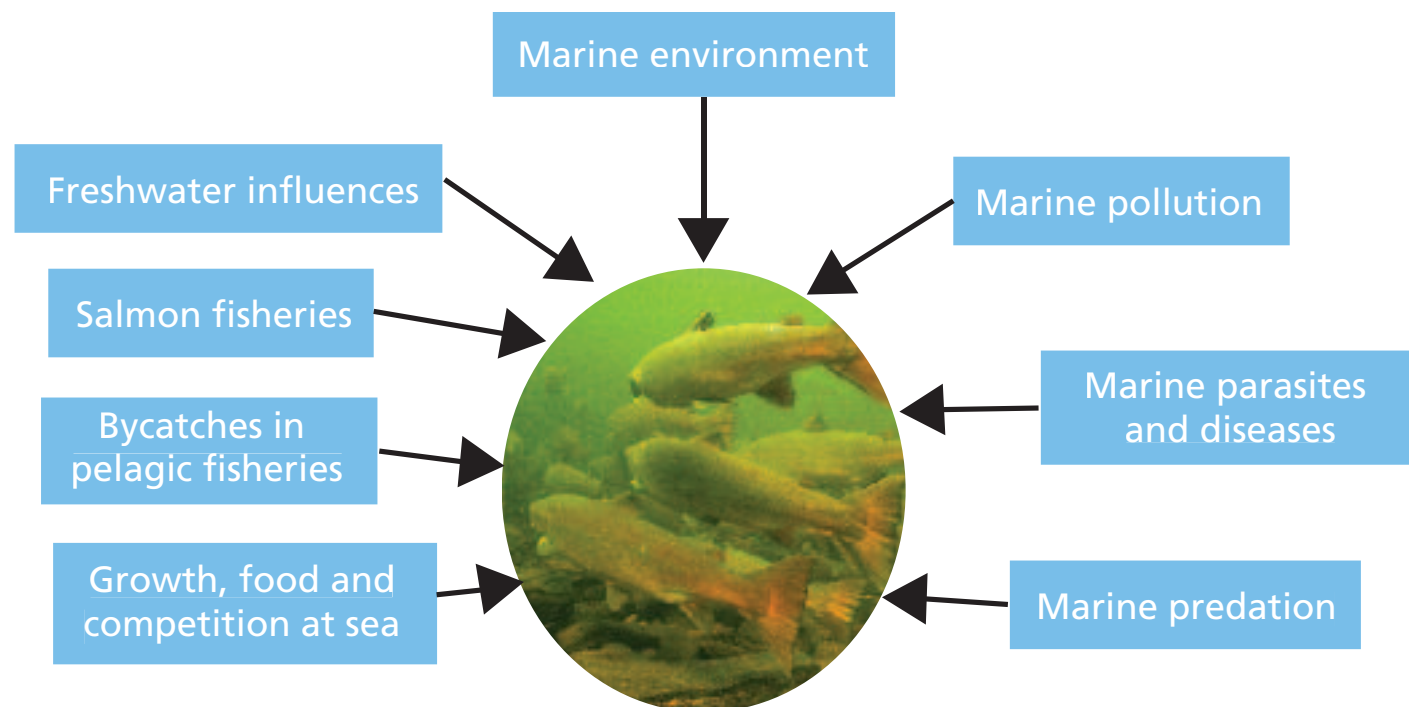 Marine environment
Freshwater influences
Marine pollution
Salmon fisheries
Marine parasites
and diseases
Bycatches in
pelagic fisheries
Growth, food and
competition at sea
Marine predation